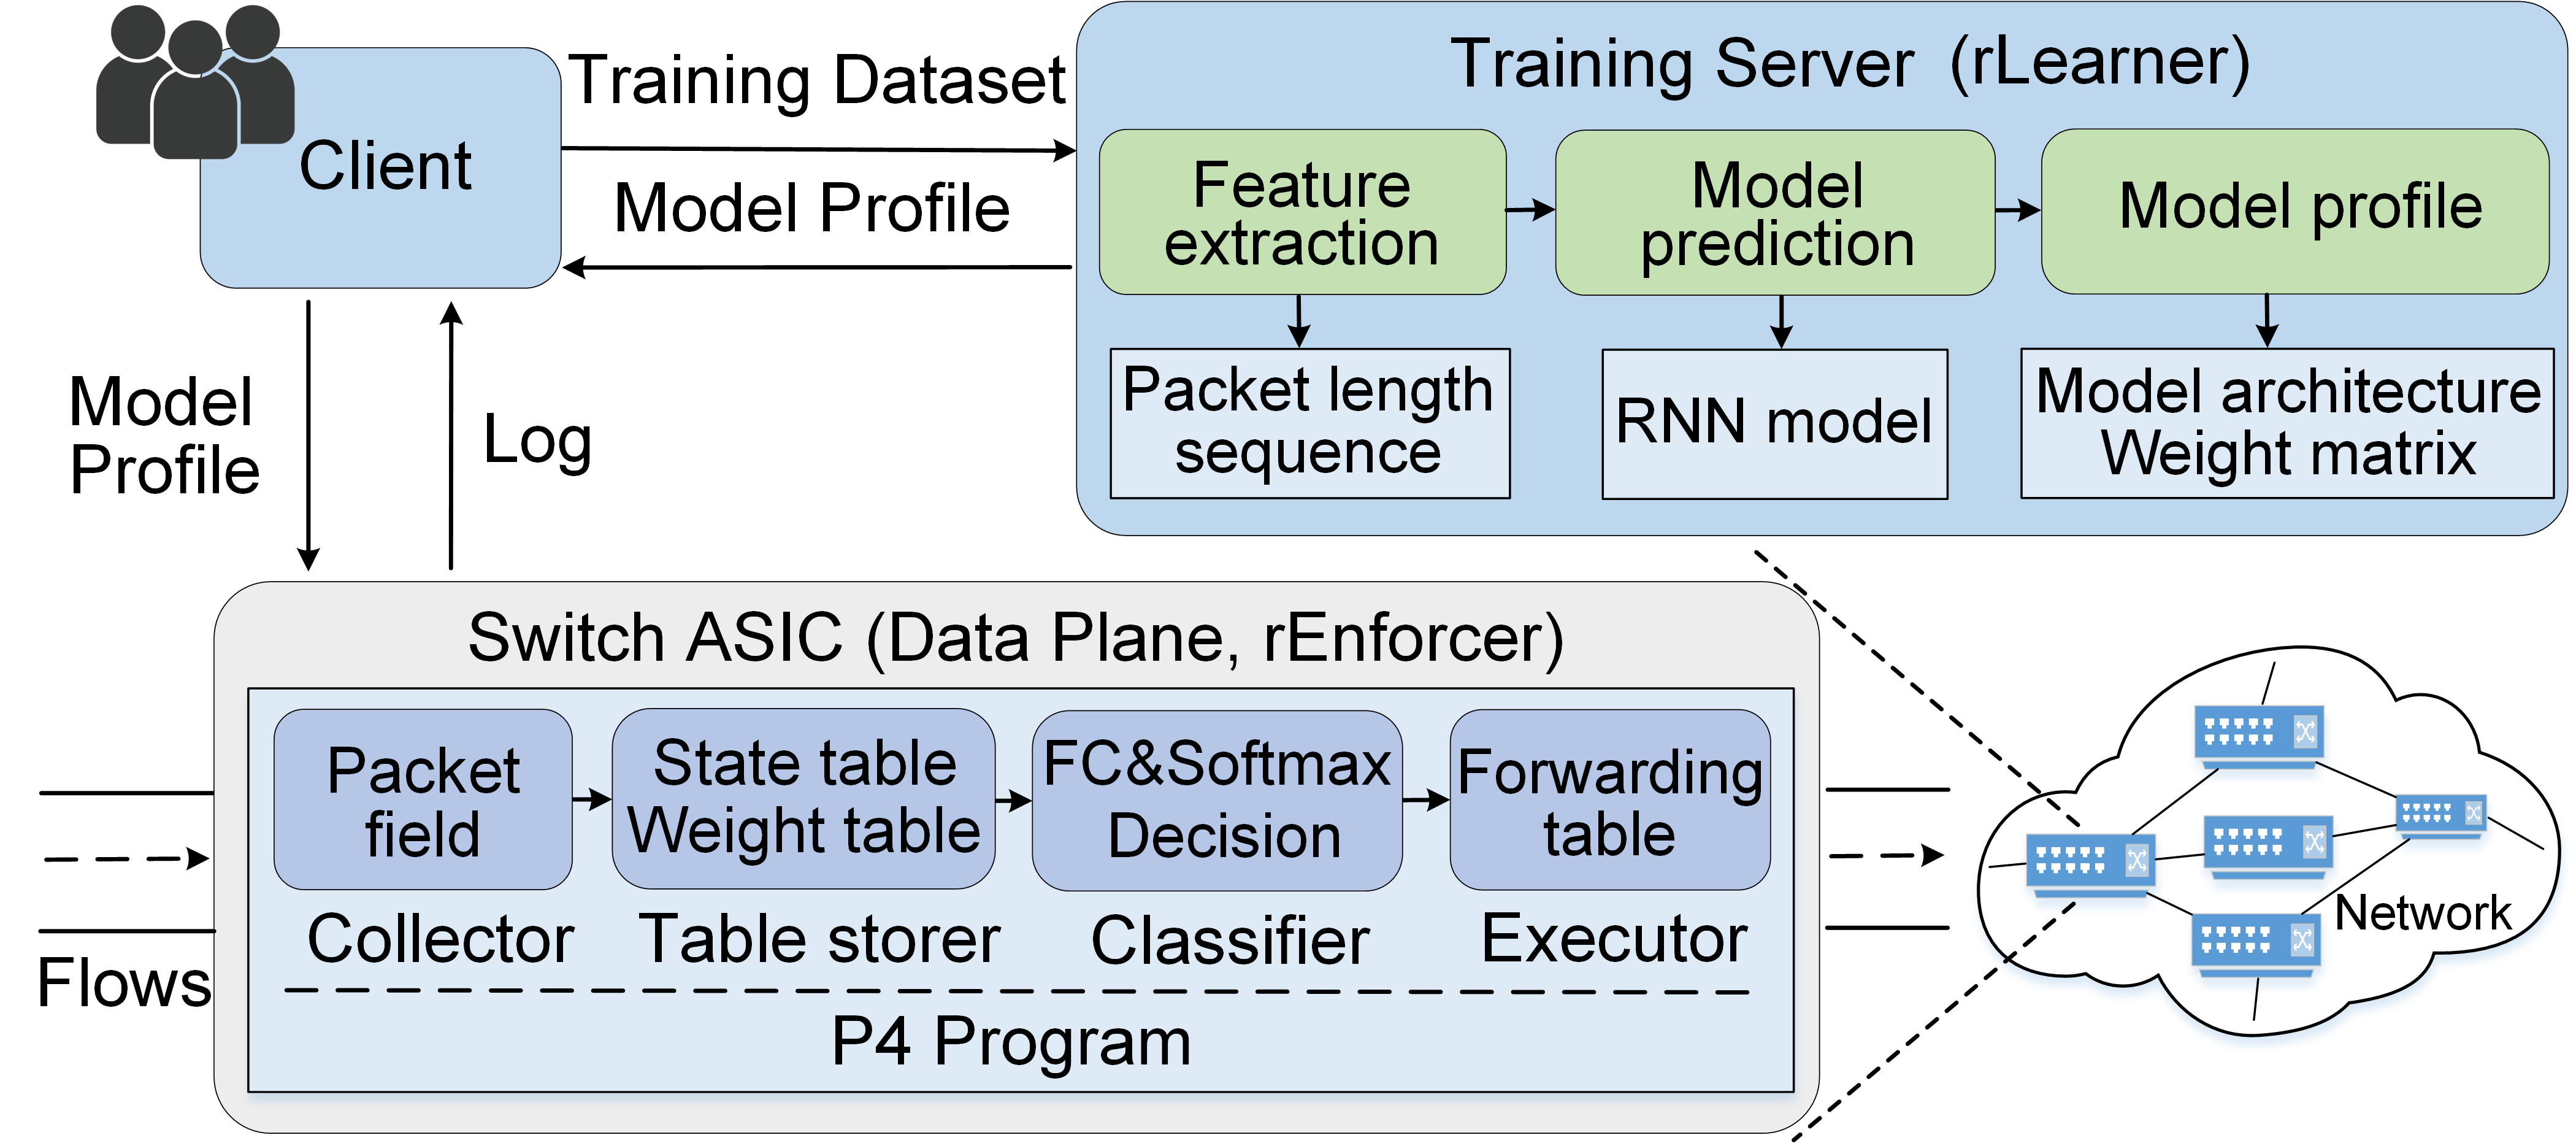 Client
Training Dataset
Model Profile
Training Server (rLearner)
Feature
extraction
Model
prediction
Model profile
Packet length
sequence
RNN model
Model architecture
Weight matrix
Model
Profile
Log
Switch ASIC (Data Plane, rEnforcer)
Packet
field
State table
Weight table
FC&Softmax
Decision
Forwarding
table
Collector
Table storer
Classifier
Executor
Flows
P4 Program
Network